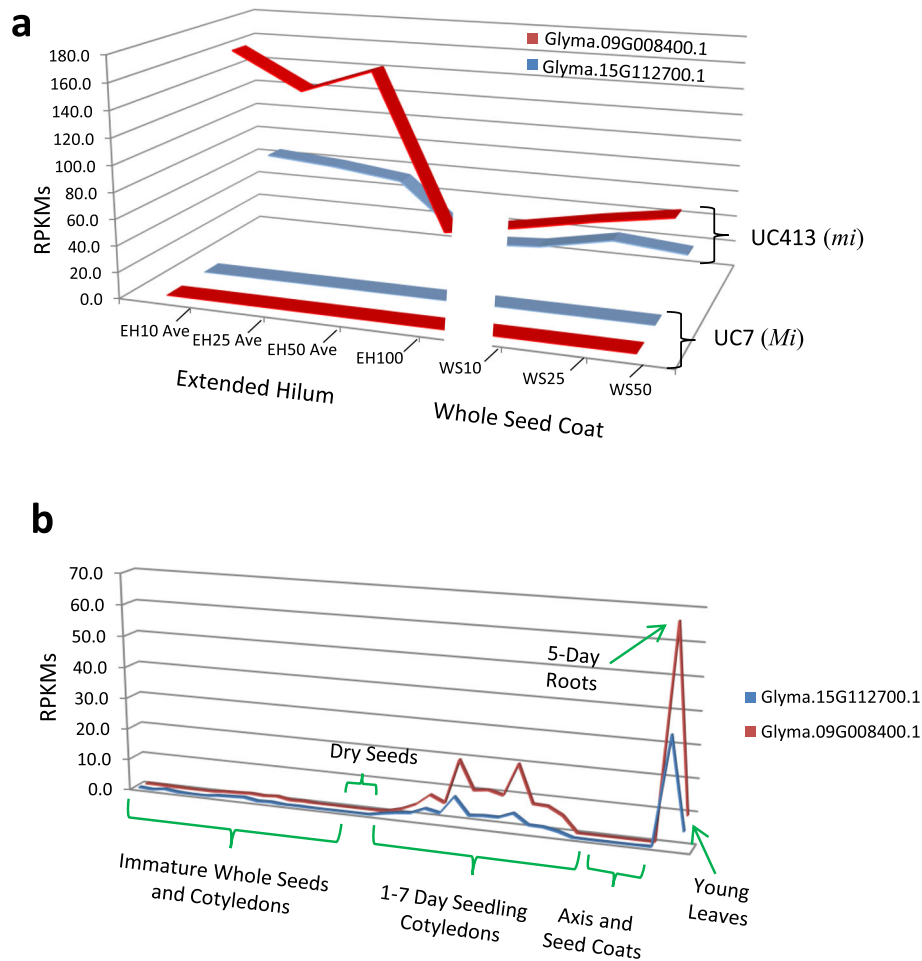 a
Glyma.09G008400.1
Glyma.15G112700.1
180.0
160.0
140.0
120.0
100.0
80.0
60.0
40.0
20.0
0.0
RPKMs
UC413 (mi)
UC7 (Mi)
EH10 Ave
EH25 Ave
EH50 Ave
EH100
WS10
WS25
WS50
Extended Hilum
Whole Seed Coat
b
70.0
60.0
50.0
40.0
30.0
20.0
10.0
0.0
RPKMs
5-Day
Roots
Glyma.15G112700.1
Glyma.09G008400.1
Dry Seeds
Immature Whole Seeds
and Cotyledons
1-7 Day Seedling
Cotyledons
Axis and
Seed Coats
Young
Leaves